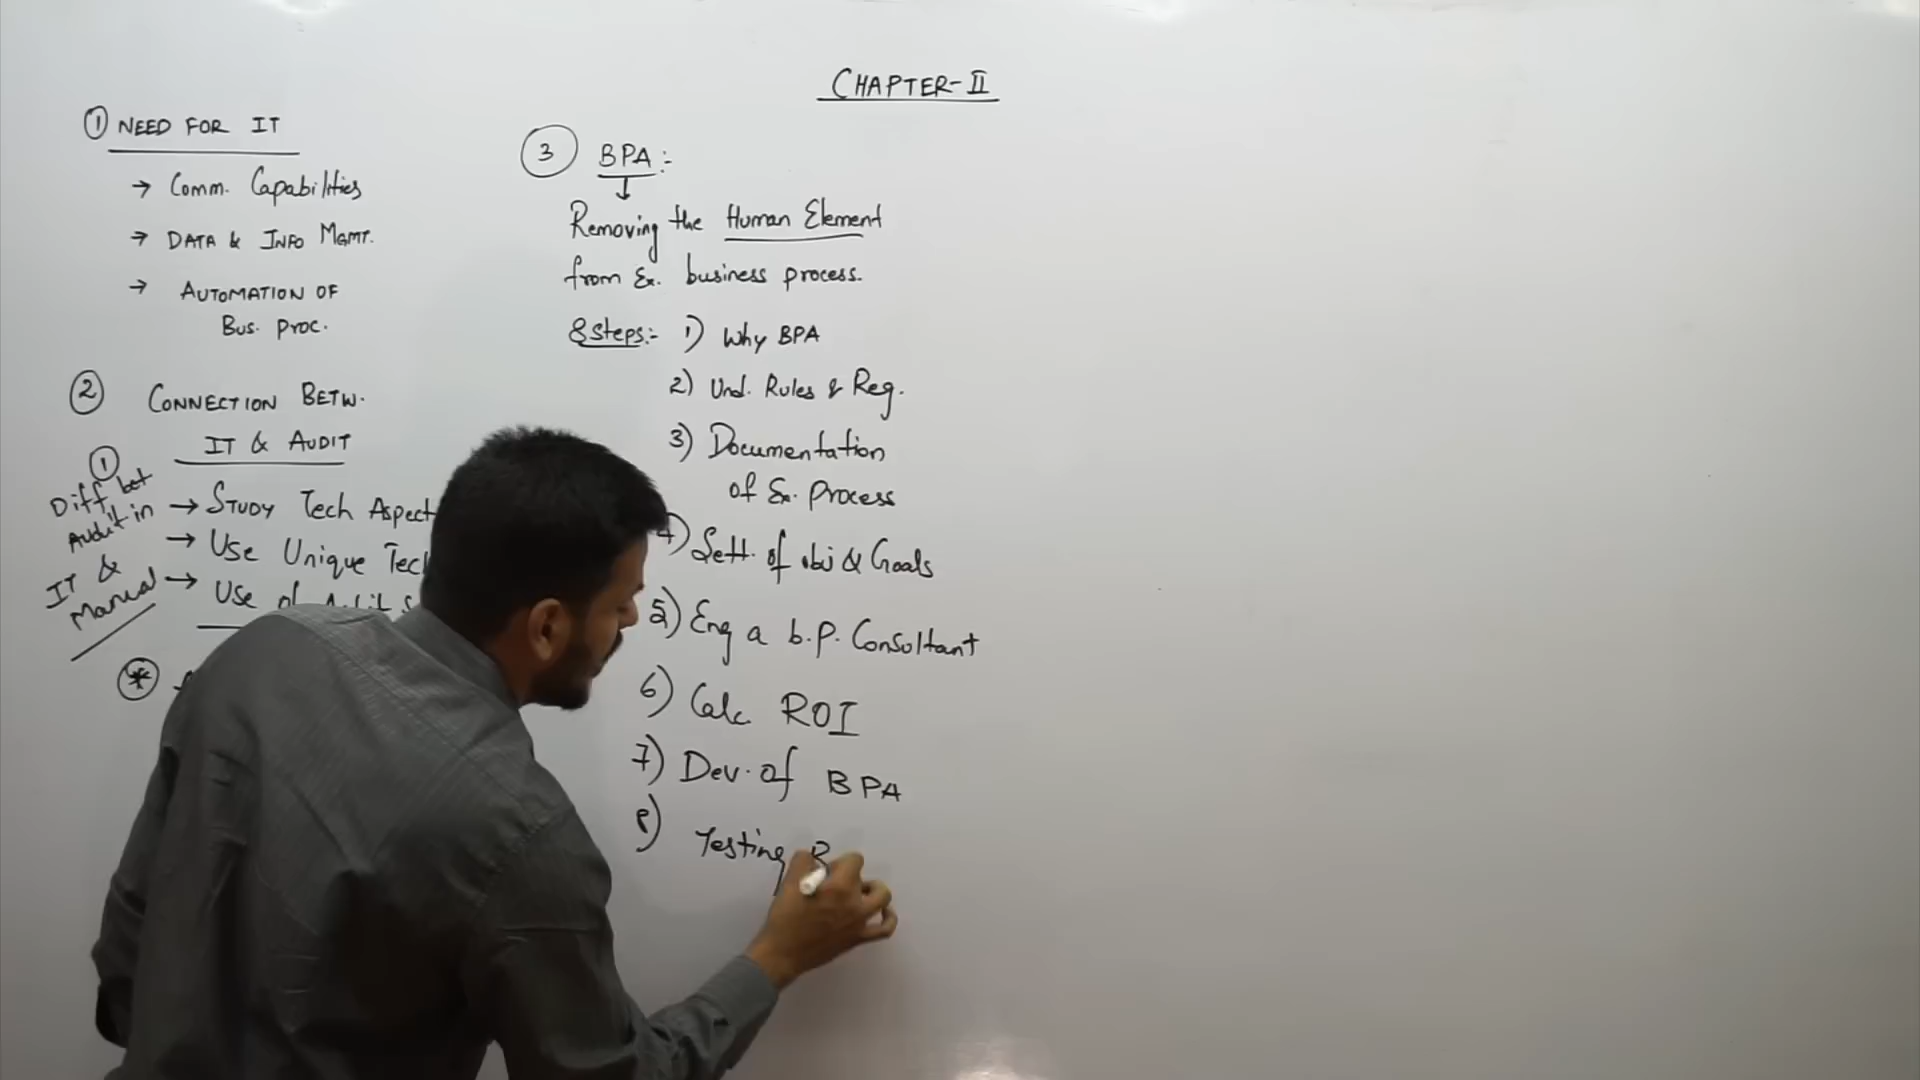 CHAPTER-II
① NEED FOR IT
→ Comm. Capabilities
→ DATA & INFO MGMT.
→ AUTOMATION OF
BUS. PROC.
② CONNECTION BETW.
IT & AUDIT
① Diff bet
Audit in
IT &
Manual
→ STUDY Tech Aspect
→ Use Unique Tech
→ Use of Audit S
③ BPA:-
↓
Removing the Human Element
from Ex. business process.
8 steps:- 1) Why BPA
2) Und. Rules & Reg.
3) Documentation
of Ex. Process
4) Sett. of obj & Goals
5) Eng a b.p. Consultant
6) Calc ROI
7) Dev. of BPA
8) Testing B